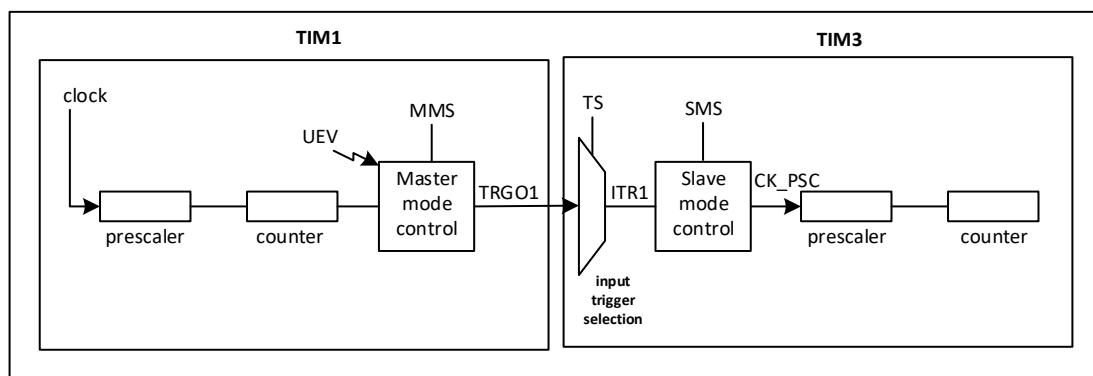 TIM1
TIM3
clock
MMS
TS
SMS
UEV
Master
mode
control
TRGO1
ITR1
Slave
mode
control
CK_PSC
prescaler
counter
prescaler
counter
input
trigger
selection